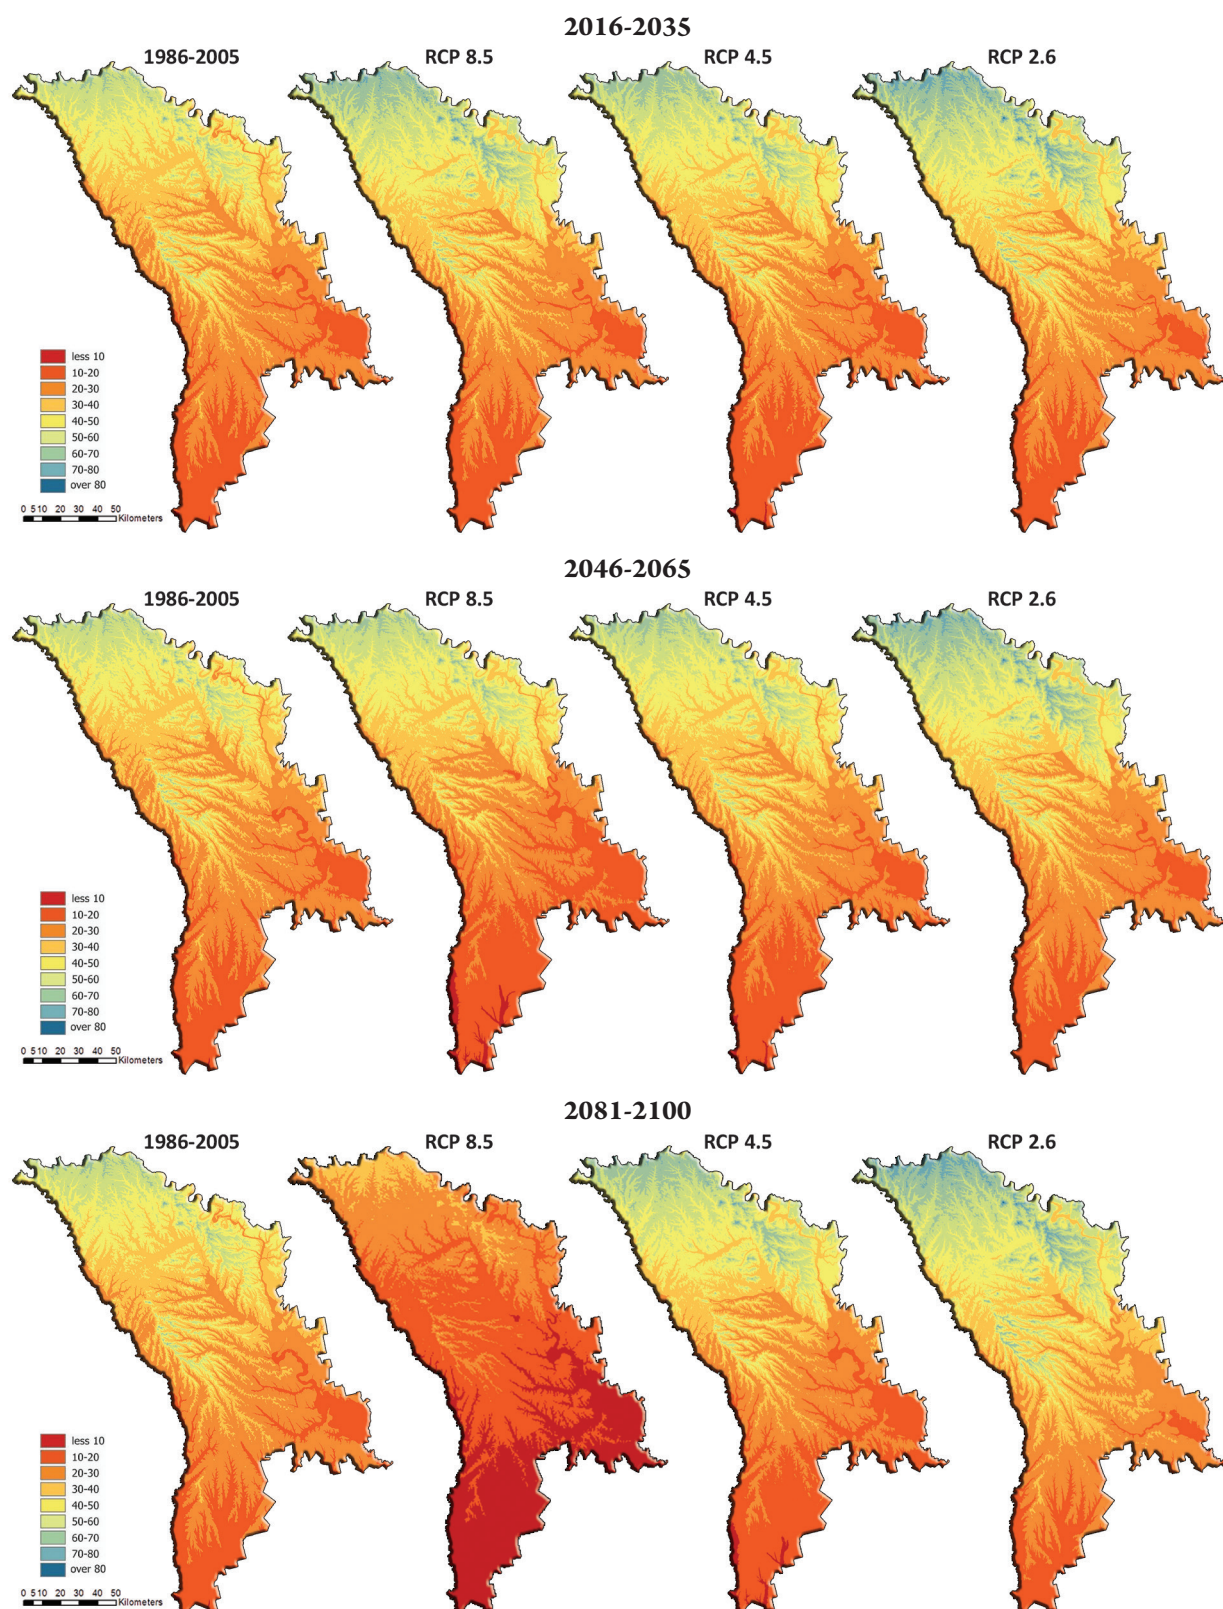 2016-2035
1986-2005
RCP 8.5
RCP 4.5
RCP 2.6
less 10
10-20
20-30
30-40
40-50
50-60
60-70
70-80
over 80
0 5 10 20 30 40 50
Kilometers
2046-2065
1986-2005
RCP 8.5
RCP 4.5
RCP 2.6
less 10
10-20
20-30
30-40
40-50
50-60
60-70
70-80
over 80
0 5 10 20 30 40 50
Kilometers
2081-2100
1986-2005
RCP 8.5
RCP 4.5
RCP 2.6
less 10
10-20
20-30
30-40
40-50
50-60
60-70
70-80
over 80
0 5 10 20 30 40 50
Kilometers